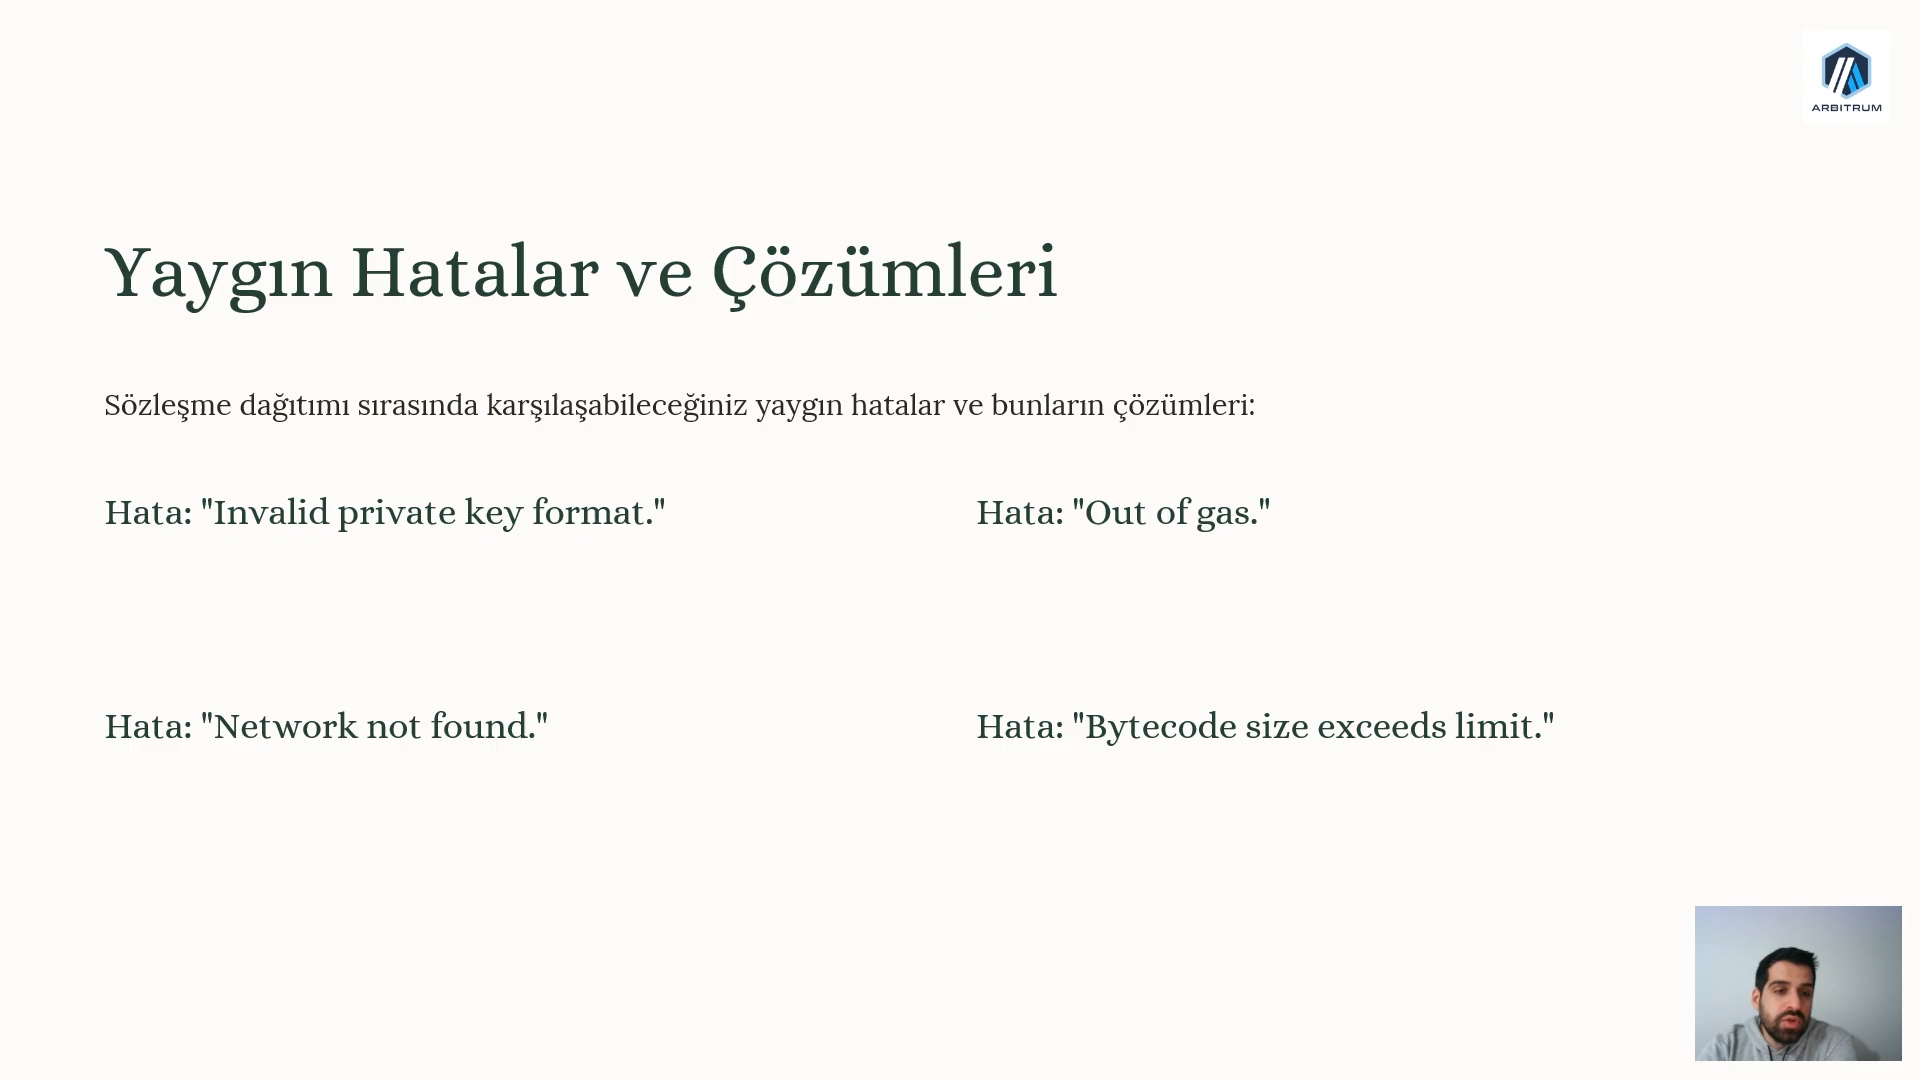 ARBITRUM
Yaygın Hatalar ve Çözümleri
Sözleşme dağıtımı sırasında karşılaşabileceğiniz yaygın hatalar ve bunların çözümleri:
Hata: "Invalid private key format."
Hata: "Out of gas."
Hata: "Network not found."
Hata: "Bytecode size exceeds limit."